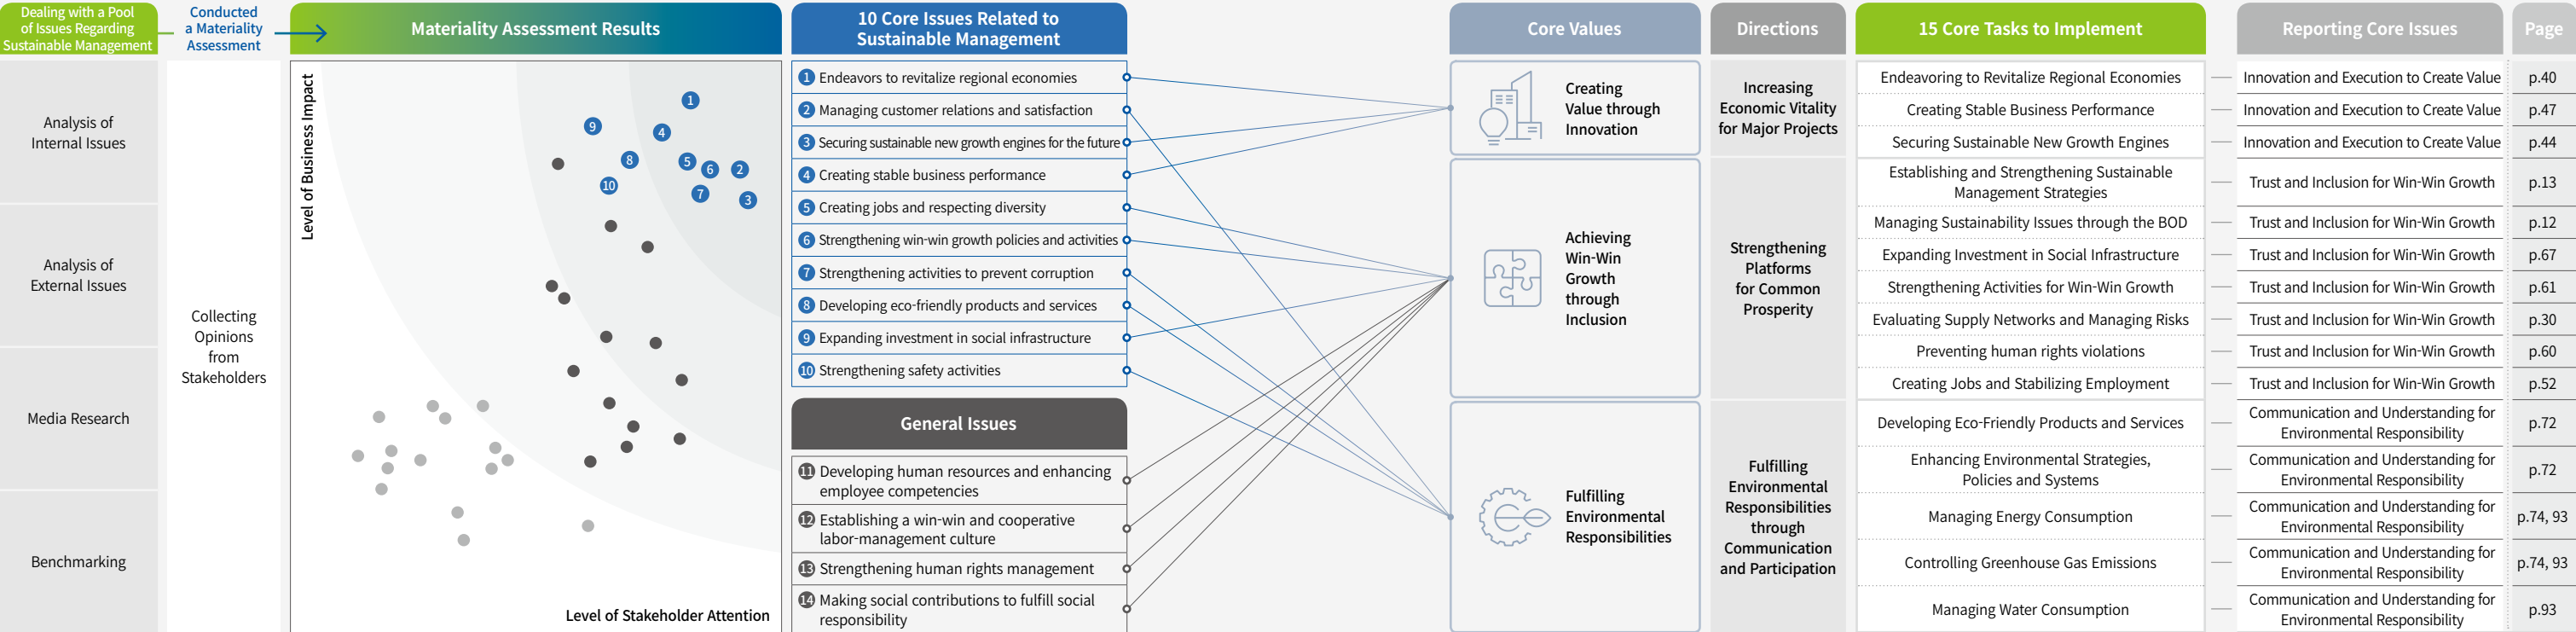 Dealing with a Pool
of Issues Regarding
Sustainable Management
Analysis of
Internal Issues
Analysis of
External Issues
Media Research
Benchmarking
Conducted
a Materiality
Assessment
Collecting
Opinions
from
Stakeholders
Materiality Assessment Results
Level of Business Impact
1
9
4
8
5
6
2
10
7
3
Level of Stakeholder Attention
10 Core Issues Related to
Sustainable Management
1 Endeavors to revitalize regional economies
2 Managing customer relations and satisfaction
3 Securing sustainable new growth engines for the future
4 Creating stable business performance
5 Creating jobs and respecting diversity
6 Strengthening win-win growth policies and activities
7 Strengthening activities to prevent corruption
8 Developing eco-friendly products and services
9 Expanding investment in social infrastructure
10 Strengthening safety activities
General Issues
11 Developing human resources and enhancing
employee competencies
12 Establishing a win-win and cooperative
labor-management culture
13 Strengthening human rights management
14 Making social contributions to fulfill social
responsibility
Core Values
Creating
Value through
Innovation
Achieving
Win-Win
Growth
through
Inclusion
Fulfilling
Environmental
Responsibilities
Directions
Increasing
Economic Vitality
for Major Projects
Strengthening
Platforms
for Common
Prosperity
Fulfilling
Environmental
Responsibilities
through
Communication
and Participation
15 Core Tasks to Implement
Reporting Core Issues
Page
Endeavoring to Revitalize Regional Economies
Innovation and Execution to Create Value
p.40
Creating Stable Business Performance
Innovation and Execution to Create Value
p.47
Securing Sustainable New Growth Engines
Innovation and Execution to Create Value
p.44
Establishing and Strengthening Sustainable
Management Strategies
Trust and Inclusion for Win-Win Growth
p.13
Managing Sustainability Issues through the BOD
Trust and Inclusion for Win-Win Growth
p.12
Expanding Investment in Social Infrastructure
Trust and Inclusion for Win-Win Growth
p.67
Strengthening Activities for Win-Win Growth
Trust and Inclusion for Win-Win Growth
p.61
Evaluating Supply Networks and Managing Risks
Trust and Inclusion for Win-Win Growth
p.30
Preventing human rights violations
Trust and Inclusion for Win-Win Growth
p.60
Creating Jobs and Stabilizing Employment
Trust and Inclusion for Win-Win Growth
p.52
Developing Eco-Friendly Products and Services
Communication and Understanding for
Environmental Responsibility
p.72
Enhancing Environmental Strategies,
Policies and Systems
Communication and Understanding for
Environmental Responsibility
p.72
Managing Energy Consumption
Communication and Understanding for
Environmental Responsibility
p.74, 93
Controlling Greenhouse Gas Emissions
Communication and Understanding for
Environmental Responsibility
p.74, 93
Managing Water Consumption
Communication and Understanding for
Environmental Responsibility
p.93